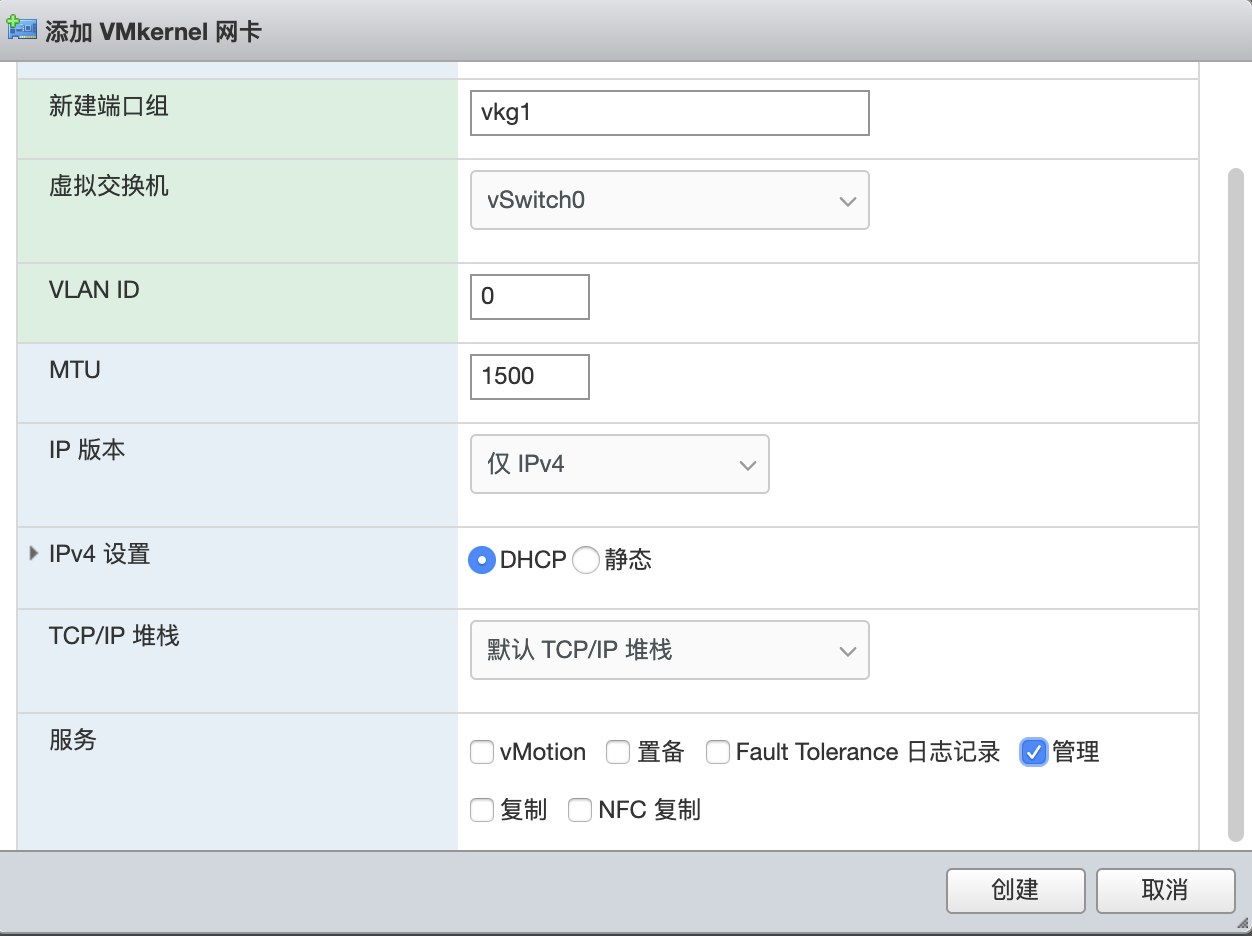 添加 VMkernel 网卡
新建端口组
vkg1
虚拟交换机
vSwitch0
VLAN ID
0
MTU
1500
IP 版本
仅 IPv4
IPv4 设置
DHCP 静态
TCP/IP 堆栈
默认 TCP/IP 堆栈
服务
vMotion 置备 Fault Tolerance 日志记录 管理
复制 NFC 复制
创建 取消